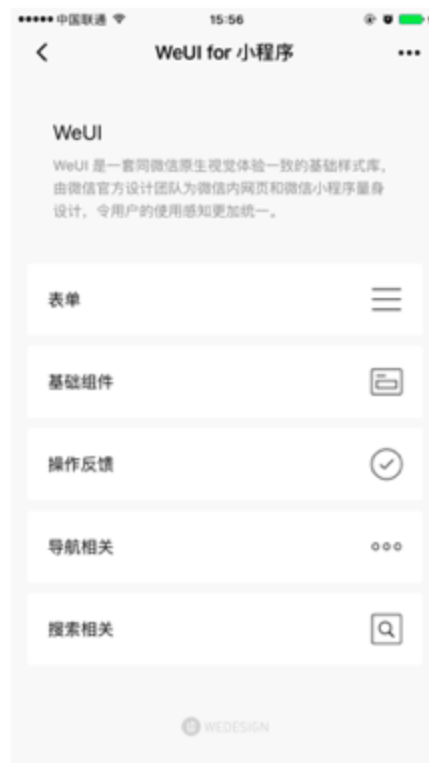 中国联通
15:56
WeUI for 小程序
WeUI
WeUI 是一套同微信原生视觉体验一致的基础样式库,
由微信官方设计团队为微信内网页和微信小程序量身
设计，令用户的使用感知更加统一。
表单
基础组件
操作反馈
导航相关
搜索相关
WEDESIGN